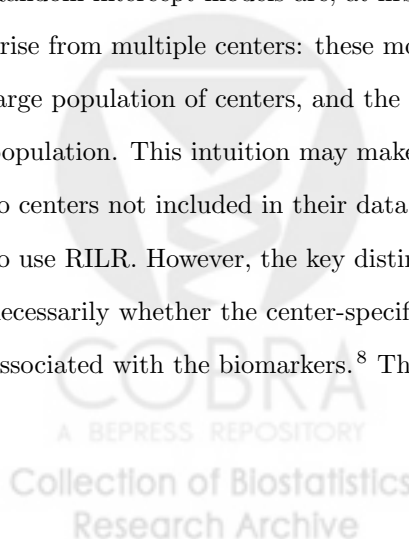 random intercept models are, at
rise from multiple centers: these mo
arge population of centers, and the
opulation. This intuition may make
o centers not included in their data
o use RILR. However, the key distin
ecessarily whether the center-specif
ssociated with the biomarkers.⁸ Th
COBRA
A BEPRESS REPOSITORY
Collection of Biostatistics
Research Archive